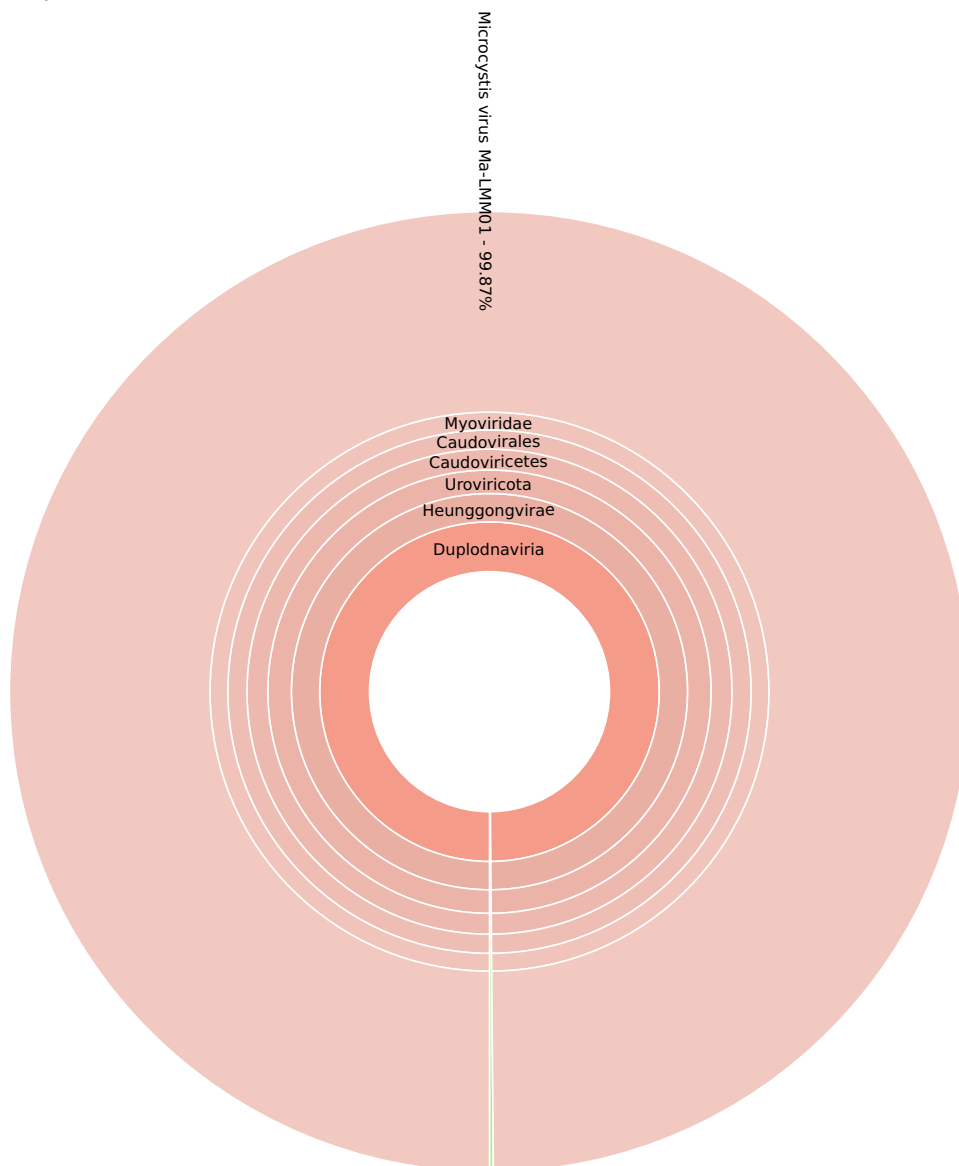 Microcystis virus Ma-LMM01 - 99.87%
Myoviridae
Caudovirales
Caudoviricetes
Uroviricota
Heunggongvirae
Duplodnaviria